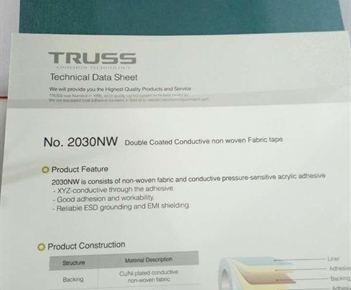 TRUSS
Technical Data Sheet
We will provide you the Highest Quality Products and Service
No. 2030NW Double Coated Conductive non woven Fabric tape
Product Feature
2030NW is consists of non-woven fabric and conductive pressure-sensitive acrylic adhesive
- XYZ-conductive through the adhesive.
- Good adhesion and workability.
- Reliable ESD grounding and EMI shielding.
Product Construction
Structure Material Description
Backing Cu/Ni plated conductive
non-woven fabric
Liner
Adhesive
Backing
Adhesiv